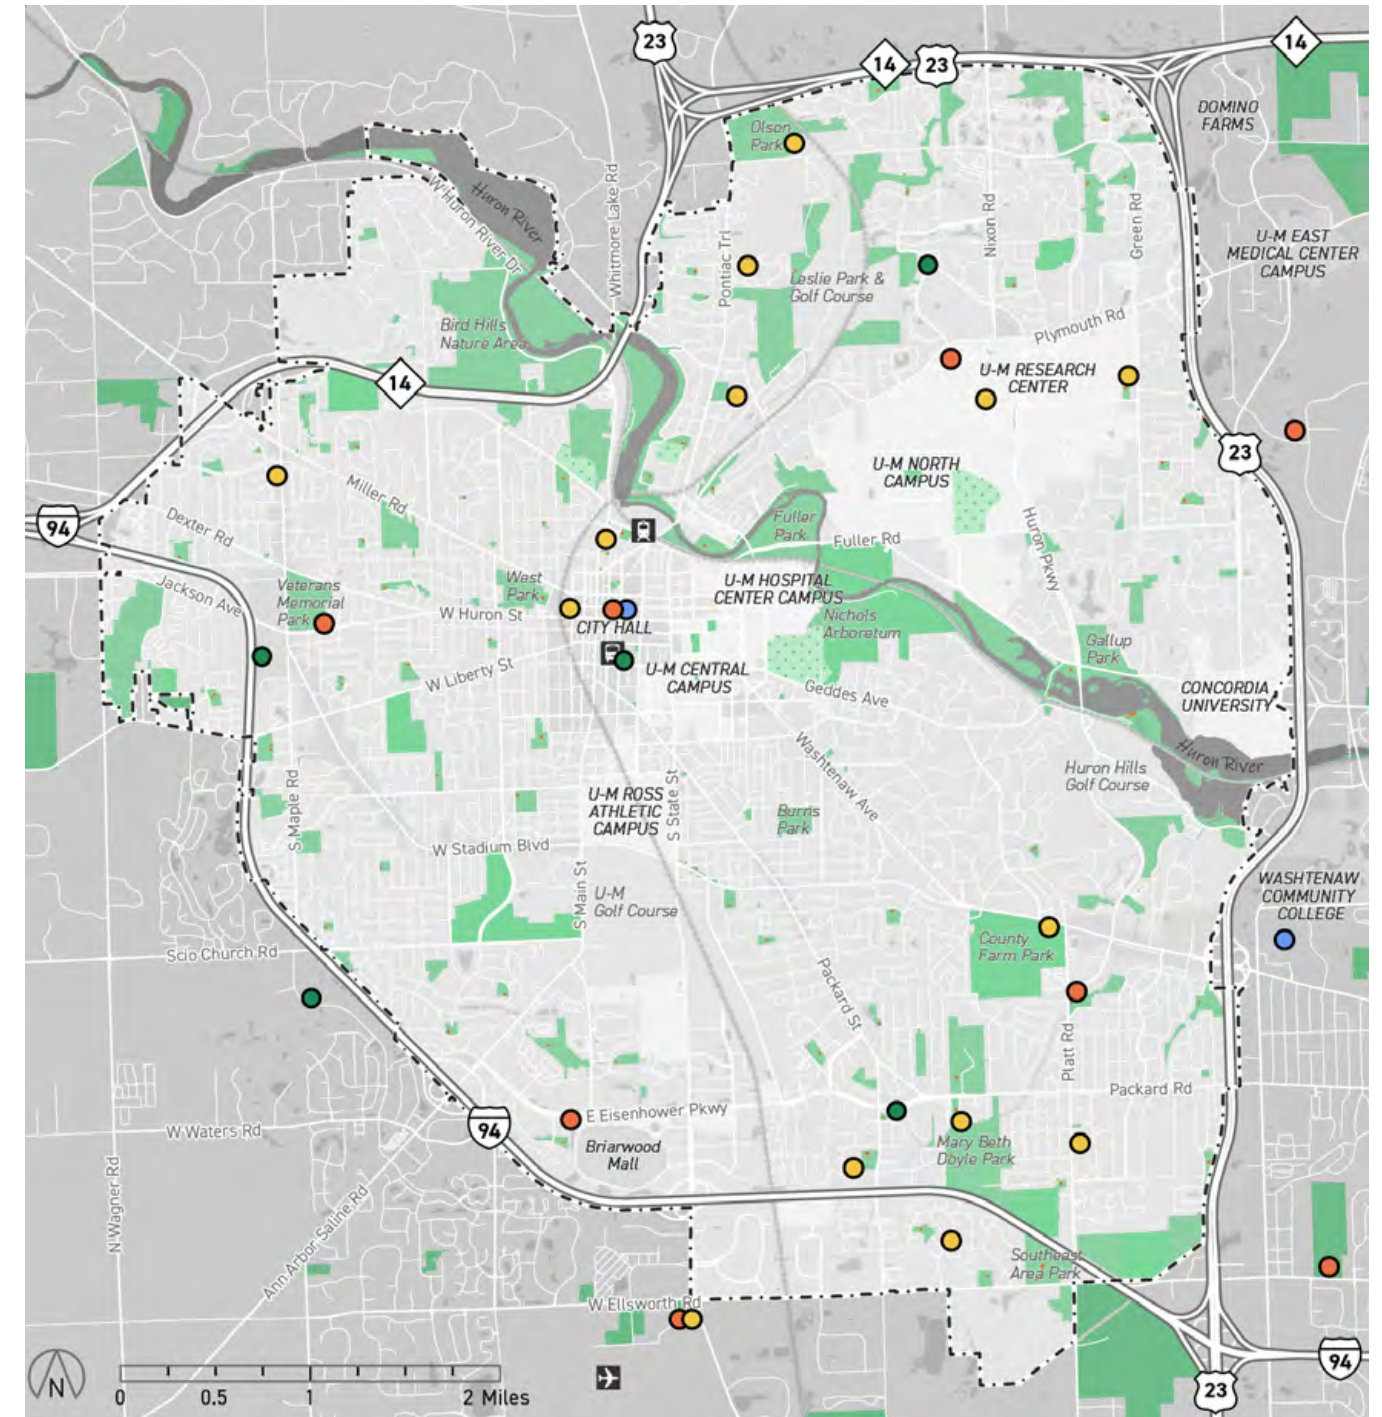 23
14
23
14
DOMINO
FARMS
Olson
Park
Huron River
W Huron River Dr
Whitmore Lake Rd
Pontiac Trl
Nixon Rd
Green Rd
U-M EAST
MEDICAL CENTER
CAMPUS
Leslie Park &
Golf Course
Bird Hills
Nature Area
Plymouth Rd
14
U-M RESEARCH
CENTER
23
U-M NORTH
CAMPUS
Miller Rd
94
Dexter Rd
Fuller
Park
Fuller Rd
Huron Pkwy
Jackson Ave
Veterans
Memorial
Park
West
Park
W Huron St
U-M HOSPITAL
CENTER CAMPUS
CITY HALL
Nichols
Arboretum
Gallup
Park
W Liberty St
U-M CENTRAL
CAMPUS
Geddes Ave
CONCORDIA
UNIVERSITY
Huron River
Washtenaw Ave
Huron Hills
Golf Course
S Maple Rd
U-M ROSS
ATHLETIC
CAMPUS
S State St
Burns
Park
W Stadium Blvd
S Main St
U-M
Golf Course
WASHTENAW
COMMUNITY
COLLEGE
Scio Church Rd
County
Farm Park
Packard St
Platt Rd
Packard Rd
94
E Eisenhower Pkwy
W Waters Rd
Briarwood
Mall
Mary Beth
Doyle Park
N Wagner Rd
Ann Arbor Saline Rd
Southeast
Area Park
W Ellsworth Rd
94
23
N
0 0.5 1 2 Miles